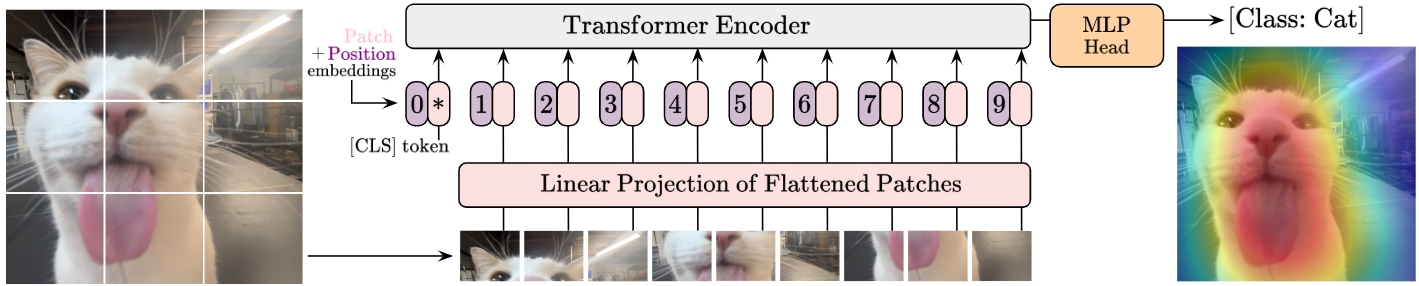 Transformer Encoder
MLP
Head
[Class: Cat]
Patch
+Position
embeddings
0 * 1 2 3 4 5 6 7 8 9
[CLS] token
Linear Projection of Flattened Patches